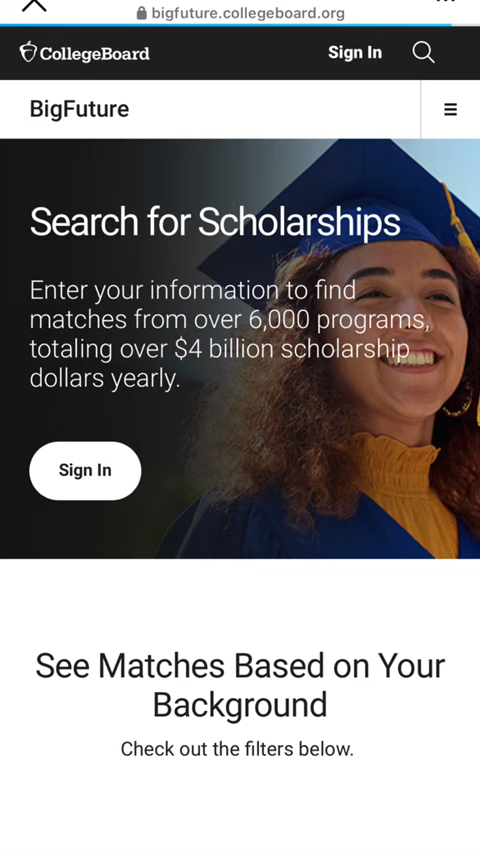 bigfuture.collegeboard.org
CollegeBoard
Sign In
BigFuture
Search for Scholarships
Enter your information to find
matches from over 6,000 programs,
totaling over $4 billion scholarship
dollars yearly.
Sign In
See Matches Based on Your
Background
Check out the filters below.